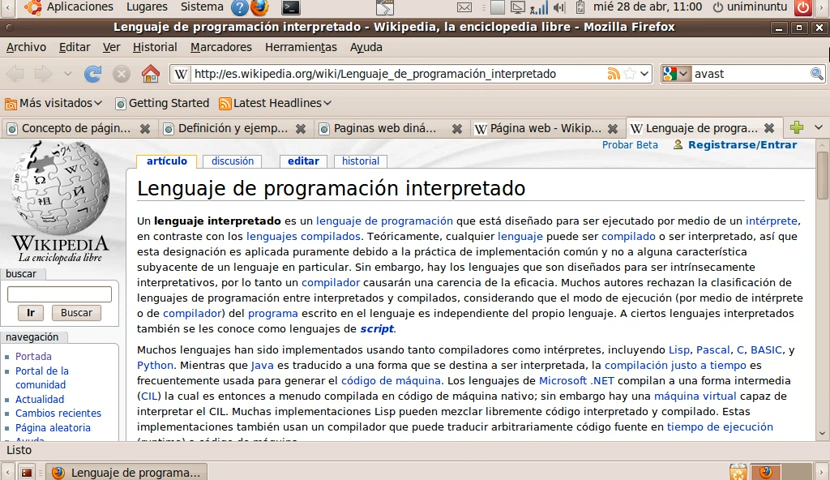 Aplicaciones Lugares Sistema mié 28 de abr, 11:00 uniminuntu
Lenguaje de programación interpretado - Wikipedia, la enciclopedia libre - Mozilla Firefox
Archivo Editar Ver Historial Marcadores Herramientas Ayuda
W http://es.wikipedia.org/wiki/Lenguaje_de_programación_interpretado avast
Más visitados Getting Started Latest Headlines
Concepto de págin... Definición y ejemp... Paginas web diná... Página web - Wikip... Lenguaje de progra...
Probar Beta Registrarse/Entrar
artículo discusión editar historial
Lenguaje de programación interpretado
Un lenguaje interpretado es un lenguaje de programación que está diseñado para ser ejecutado por medio de un intérprete,
en contraste con los lenguajes compilados. Teóricamente, cualquier lenguaje puede ser compilado o ser interpretado, así que
esta designación es aplicada puramente debido a la práctica de implementación común y no a alguna característica
subyacente de un lenguaje en particular. Sin embargo, hay los lenguajes que son diseñados para ser intrínsecamente
interpretativos, por lo tanto un compilador causarán una carencia de la eficacia. Muchos autores rechazan la clasificación de
lenguajes de programación entre interpretados y compilados, considerando que el modo de ejecución (por medio de intérprete
o de compilador) del programa escrito en el lenguaje es independiente del propio lenguaje. A ciertos lenguajes interpretados
también se les conoce como lenguajes de script.
Muchos lenguajes han sido implementados usando tanto compiladores como intérpretes, incluyendo Lisp, Pascal, C, BASIC, y
Python. Mientras que Java es traducido a una forma que se destina a ser interpretada, la compilación justo a tiempo es
frecuentemente usada para generar el código de máquina. Los lenguajes de Microsoft .NET compilan a una forma intermedia
(CIL) la cual es entonces a menudo compilada en código de máquina nativo; sin embargo hay una máquina virtual capaz de
interpretar el CIL. Muchas implementaciones Lisp pueden mezclar libremente código interpretado y compilado. Estas
implementaciones también usan un compilador que puede traducir arbitrariamente código fuente en tiempo de ejecución
(runtime) a código de máquina.
WIKIPEDIA
La enciclopedia libre
buscar
Ir Buscar
navegación
Portada
Portal de la
comunidad
Actualidad
Cambios recientes
Página aleatoria
Ayuda
Listo
Lenguaje de programa...